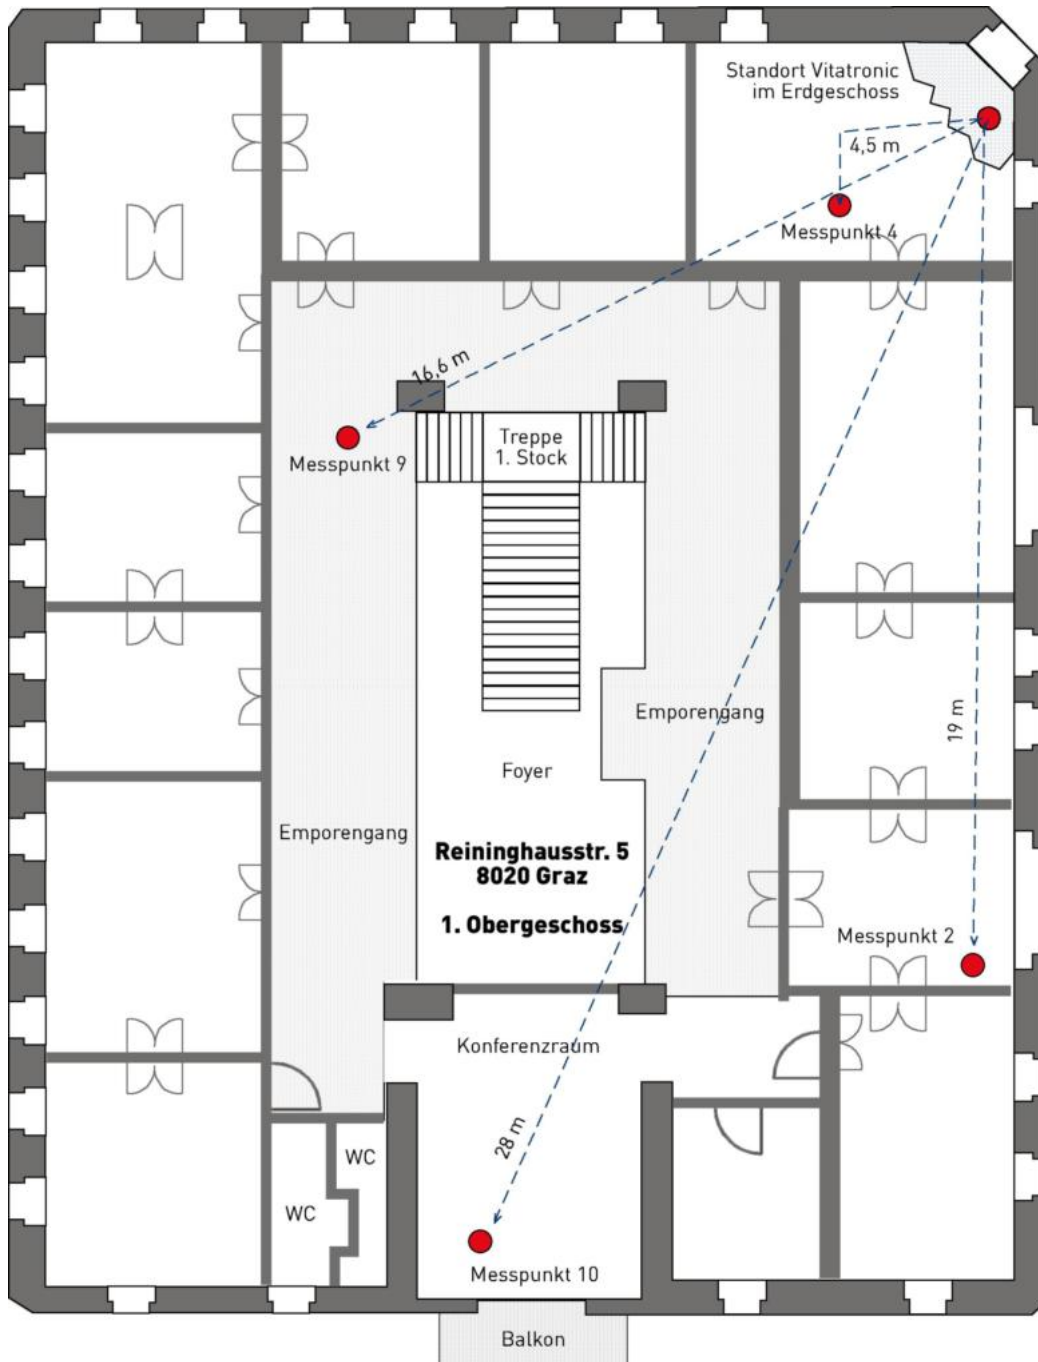 Standort Vitatronic
im Erdgeschoss
4,5 m
Messpunkt 4
16,6 m
Messpunkt 9
Treppe
1. Stock
Emporengang
19 m
Foyer
Emporengang
Reininghausstr. 5
8020 Graz
1. Obergeschoss
Messpunkt 2
Konferenzraum
28 m
WC
WC
Messpunkt 10
Balkon